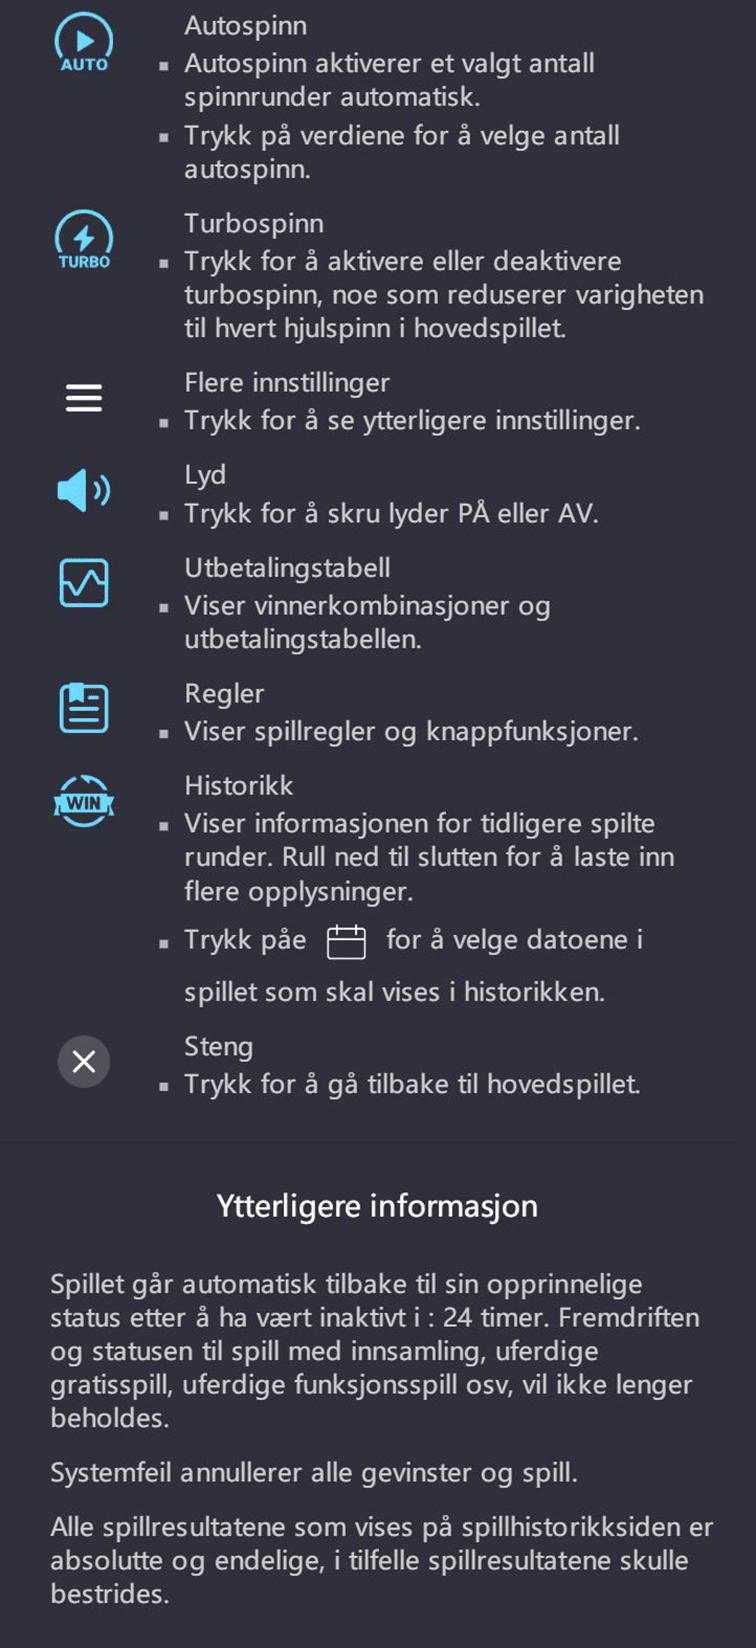 Autospinn
AUTO
▪ Autospinn aktiverer et valgt antall
spinnrunder automatisk.
▪ Trykk på verdiene for å velge antall
autospinn.
Turbospinn
TURBO
▪ Trykk for å aktivere eller deaktivere
turbospinn, noe som reduserer varigheten
til hvert hjulspinn i hovedspillet.
Flere innstillinger
▪ Trykk for å se ytterligere innstillinger.
Lyd
▪ Trykk for å skru lyder PÅ eller AV.
Utbetalingstabell
▪ Viser vinnerkombinasjoner og
utbetalingstabellen.
Regler
▪ Viser spillregler og knappfunksjoner.
Historikk
WIN
▪ Viser informasjonen for tidligere spilte
runder. Rull ned til slutten for å laste inn
flere opplysninger.
▪ Trykk påe for å velge datoene i
spillet som skal vises i historikken.
Steng
▪ Trykk for å gå tilbake til hovedspillet.
Ytterligere informasjon
Spillet går automatisk tilbake til sin opprinnelige
status etter å ha vært inaktivt i : 24 timer. Fremdriften
og statusen til spill med innsamling, uferdige
gratisspill, uferdige funksjonsspill osv, vil ikke lenger
beholdes.
Systemfeil annullerer alle gevinster og spill.
Alle spillresultatene som vises på spillhistorikksiden er
absolutte og endelige, i tilfelle spillresultatene skulle
bestrides.